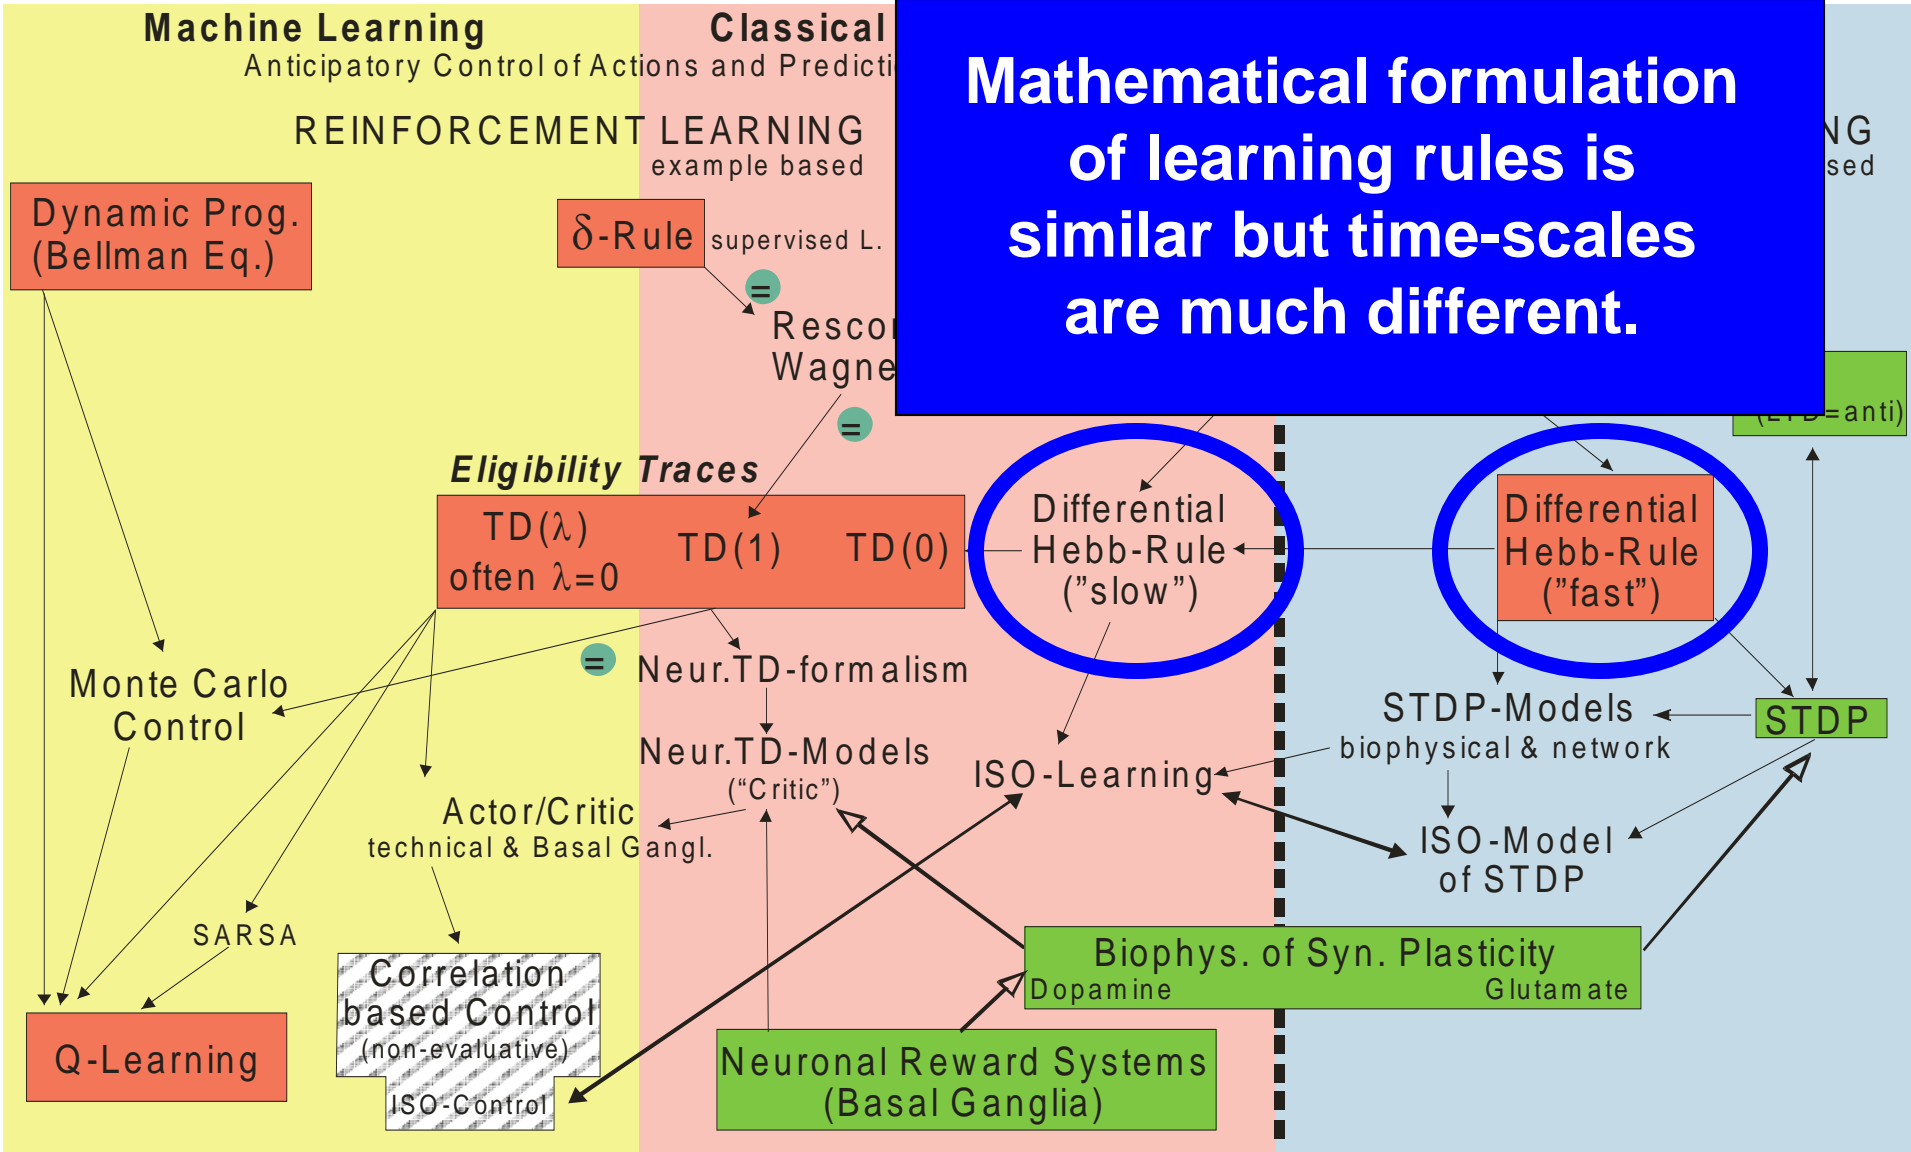 Machine Learning
Classical
Anticipatory Control of Actions and
REINFORCEMENT LEARNING
example based
Mathematical formulation
of learning rules is
similar but time-scales
are much different.
Dynamic Prog.
(Bellman Eq.)
δ-Rule supervised L.
=
Wagne
=
=anti)
Eligibility Traces
TD(λ)
often λ=0
TD(1)
TD(0)
Differential
Hebb-Rule
("slow")
Differential
Hebb-Rule
("fast")
=
Neur.TD-formalism
Monte Carlo
Control
STDP-Models
biophysical & network
STDP
Neur.TD-Models
("Critic")
ISO-Learning
Actor/Critic
technical & Basal Gangl.
ISO-Model
of STDP
SARSA
Correlation
based Control
(non-evaluative)
ISO-Control
Biophys. of Syn. Plasticity
Dopamine
Glutamate
Q-Learning
Neuronal Reward Systems
(Basal Ganglia)